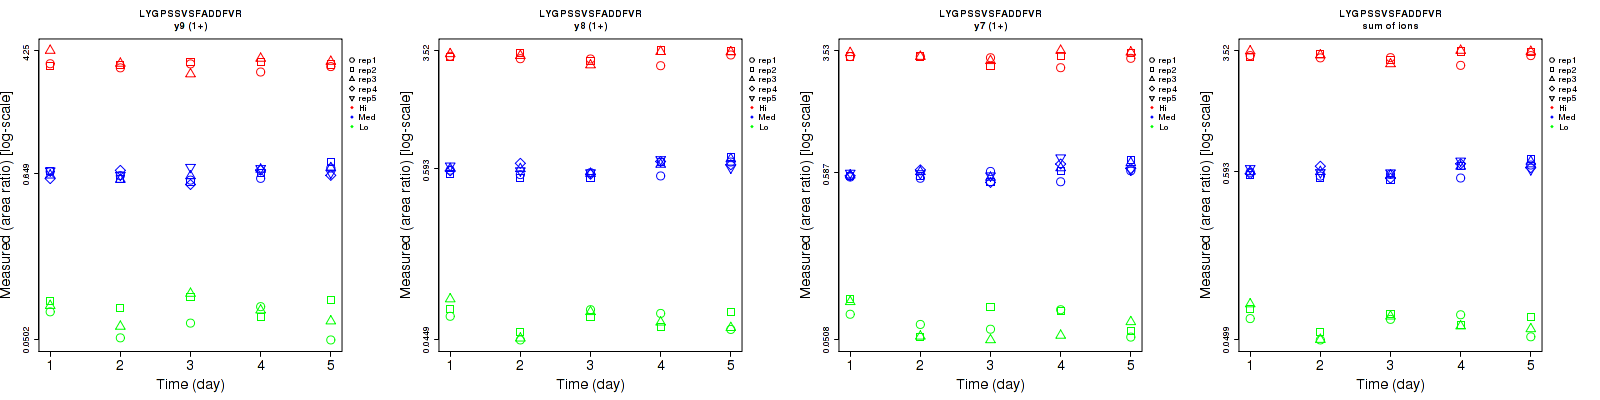 LYGPSSVSFADDFVR
y9 (1+)
Measured (area ratio) [log-scale]
4.25
0.649
0.0502
1 2 3 4 5
Time (day)
rep1
rep2
rep3
rep4
rep5
Hi
Med
Lo
LYGPSSVSFADDFVR
y8 (1+)
Measured (area ratio) [log-scale]
3.52
0.593
0.0449
1 2 3 4 5
Time (day)
rep1
rep2
rep3
rep4
rep5
Hi
Med
Lo
LYGPSSVSFADDFVR
y7 (1+)
Measured (area ratio) [log-scale]
3.53
0.587
0.0508
1 2 3 4 5
Time (day)
rep1
rep2
rep3
rep4
rep5
Hi
Med
Lo
LYGPSSVSFADDFVR
sum of ions
Measured (area ratio) [log-scale]
3.52
0.593
0.0499
1 2 3 4 5
Time (day)
rep1
rep2
rep3
rep4
rep5
Hi
Med
Lo